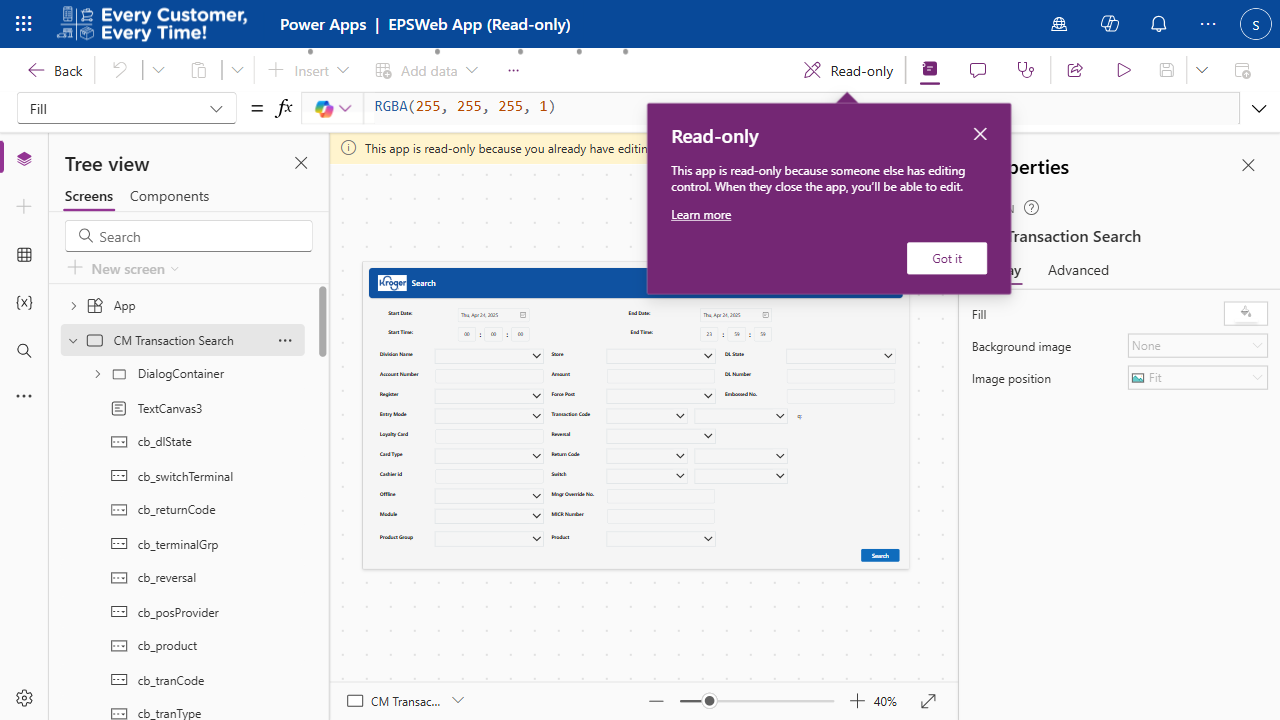 Every Customer,
Every Time!
Power Apps | EPSWeb App (Read-only)
S
Back
Insert
Add data
Read-only
Fill
= fx
RGBA(255, 255, 255, 1)
Tree view
Screens
Components
Search
New screen
App
CM Transaction Search
DialogContainer
TextCanvas3
cb_dlState
cb_switchTerminal
cb_returnCode
cb_terminalGrp
cb_reversal
cb_posProvider
cb_product
cb_tranCode
cb_tranType
This app is read-only because you already have editin
Read-only
This app is read-only because someone else has editing
control. When they close the app, you'll be able to edit.
Learn more
Got it
Kroger
Search
Start Date:
Thu, Apr 24, 2025
End Date:
Thu, Apr 24, 2025
Start Time:
00 : 00 : 00
End Time:
23 : 59 : 59
Division Name
Store
DL State
Account Number
Amount
DL Number
Register
Force Post
Embossed No.
Entry Mode
Transaction Code
Loyalty Card
Reversal
Card Type
Return Code
Cashier id
Switch
Offline
Mngr Override No.
Module
MICR Number
Product Group
Product
Search
CM Transac...
40%
perties
Transaction Search
ay
Advanced
Fill
Background image
None
Image position
Fit